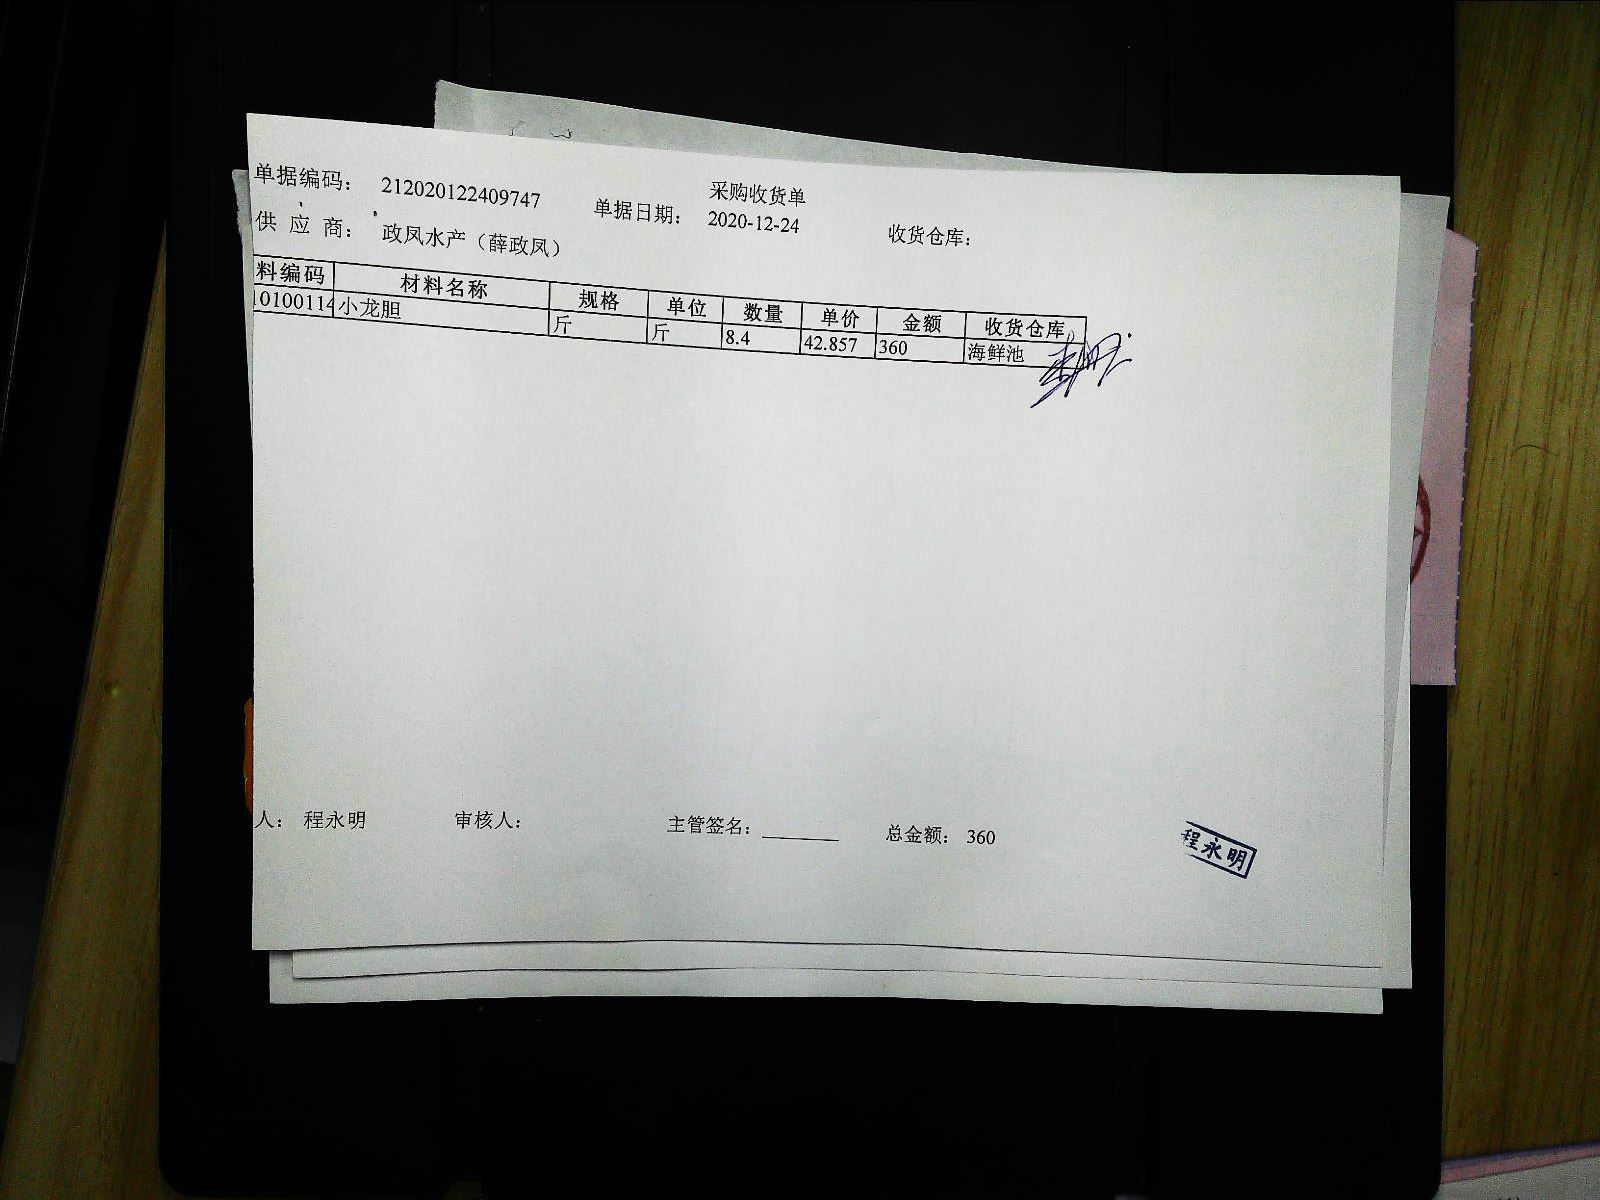 采购收货单
单据编码： 212020122409747 单据日期： 2020-12-24 收货仓库：
供 应 商： 政凤水产（薛政凤）
料编码 材料名称 规格 单位 数量 单价 金额 收货仓库
10100114 小龙胆 斤 斤 8.4 42.857 360 海鲜池
人： 程永明 审核人： 主管签名： 总金额： 360
程永明